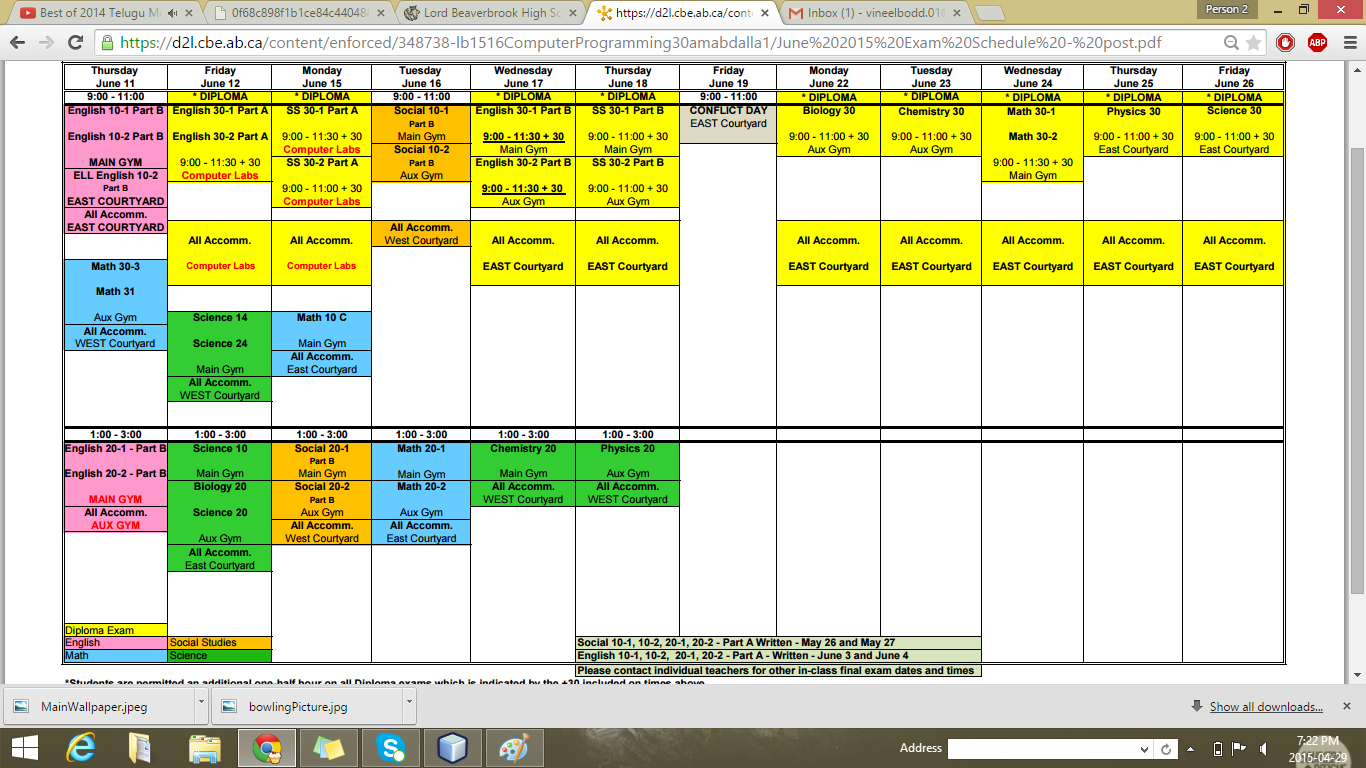 Best of 2014 Telugu M
0f68c898f1b1ce84c44048
Lord Beaverbrook High Sc
https://d2l.cbe.ab.ca/cont
Inbox (1) - vineelbodd.01
Person 2
https://d2l.cbe.ab.ca/content/enforced/348738-lb1516ComputerProgramming30amabdalla1/June%202015%20Exam%20Schedule%20-%20post.pdf
ABP
Thursday Friday Monday Tuesday Wednesday Thursday Friday Monday Tuesday Wednesday Thursday Friday
June 11 June 12 June 15 June 16 June 17 June 18 June 19 June 22 June 23 June 24 June 25 June 26
9:00 - 11:00 * DIPLOMA * DIPLOMA 9:00 - 11:00 * DIPLOMA * DIPLOMA 9:00 - 11:00 * DIPLOMA * DIPLOMA * DIPLOMA * DIPLOMA * DIPLOMA
English 10-1 Part B
English 10-2 Part B
MAIN GYM
ELL English 10-2
Part B
EAST COURTYARD
All Accomm.
EAST COURTYARD
Math 30-3
Math 31
Aux Gym
All Accomm.
WEST Courtyard
English 30-1 Part A
English 30-2 Part A
9:00 - 11:30 + 30
Computer Labs
All Accomm.
Computer Labs
Science 14
Science 24
Main Gym
All Accomm.
WEST Courtyard
SS 30-1 Part A
9:00 - 11:30 + 30
Computer Labs
SS 30-2 Part A
9:00 - 11:00 + 30
Computer Labs
All Accomm.
Computer Labs
Math 10 C
Main Gym
All Accomm.
East Courtyard
Social 10-1
Part B
Main Gym
Social 10-2
Part B
Aux Gym
All Accomm.
West Courtyard
English 30-1 Part B
9:00 - 11:30 + 30
Main Gym
English 30-2 Part B
9:00 - 11:30 + 30
Aux Gym
All Accomm.
EAST Courtyard
SS 30-1 Part B
9:00 - 11:00 + 30
Main Gym
SS 30-2 Part B
9:00 - 11:00 + 30
Aux Gym
All Accomm.
EAST Courtyard
CONFLICT DAY
EAST Courtyard
Biology 30
9:00 - 11:30 + 30
Aux Gym
All Accomm.
EAST Courtyard
Chemistry 30
9:00 - 11:30 + 30
Aux Gym
All Accomm.
EAST Courtyard
Math 30-1
Math 30-2
9:00 - 11:30 + 30
Main Gym
All Accomm.
EAST Courtyard
Physics 30
9:00 - 11:30 + 30
East Courtyard
All Accomm.
EAST Courtyard
Science 30
9:00 - 11:30 + 30
East Courtyard
All Accomm.
EAST Courtyard
1:00 - 3:00 1:00 - 3:00 1:00 - 3:00 1:00 - 3:00 1:00 - 3:00 1:00 - 3:00
English 20-1 - Part B
English 20-2 - Part B
MAIN GYM
All Accomm.
AUX GYM
Science 10
Main Gym
Biology 20
Science 20
Aux Gym
All Accomm.
East Courtyard
Social 20-1
Part B
Main Gym
Social 20-2
Part B
Aux Gym
All Accomm.
West Courtyard
Math 20-1
Main Gym
Math 20-2
Aux Gym
All Accomm.
East Courtyard
Chemistry 20
Main Gym
All Accomm.
WEST Courtyard
Physics 20
Aux Gym
All Accomm.
WEST Courtyard
Diploma Exam
English Social Studies
Math Science
Social 10-1, 10-2, 20-1, 20-2 - Part A Written - May 26 and May 27
English 10-1, 10-2, 20-1, 20-2 - Part A - Written - June 3 and June 4
Please contact individual teachers for other in-class final exam dates and times
*Students are permitted an additional one-half hour on all Diploma exams which is indicated by the +30 included on times above
MainWallpaper.jpeg
bowlingPicture.jpg
Show all downloads...
Address
7:22 PM
2015-04-29